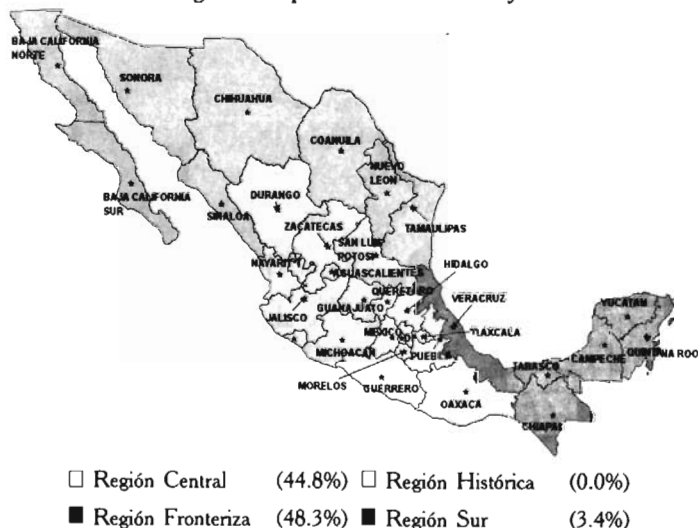 BAJA CALIFORNIA
NORTE
SONORA
CHIHUAHUA
COAHUILA
NUEVO
LEON
BAJA CALIFORNIA
SUR
SINALOA
DURANGO
ZACATECAS
TAMAULIPAS
SAN LUIS
POTOSI
HIDALGO
NAYARIT
AGUASCALIENTES
QUERETARO
VERACRUZ
YUCATAN
JALISCO
GUANAJUATO
MEXICO
TLAXCALA
QUINTANA ROO
CAMPECHE
MICHOACAN
PUEBLA
TABASCO
MORELOS
GUERRERO
OAXACA
CHIAPAS
Región Central (44.8%) Región Histórica (0.0%)
Región Fronteriza (48.3%) Región Sur (3.4%)